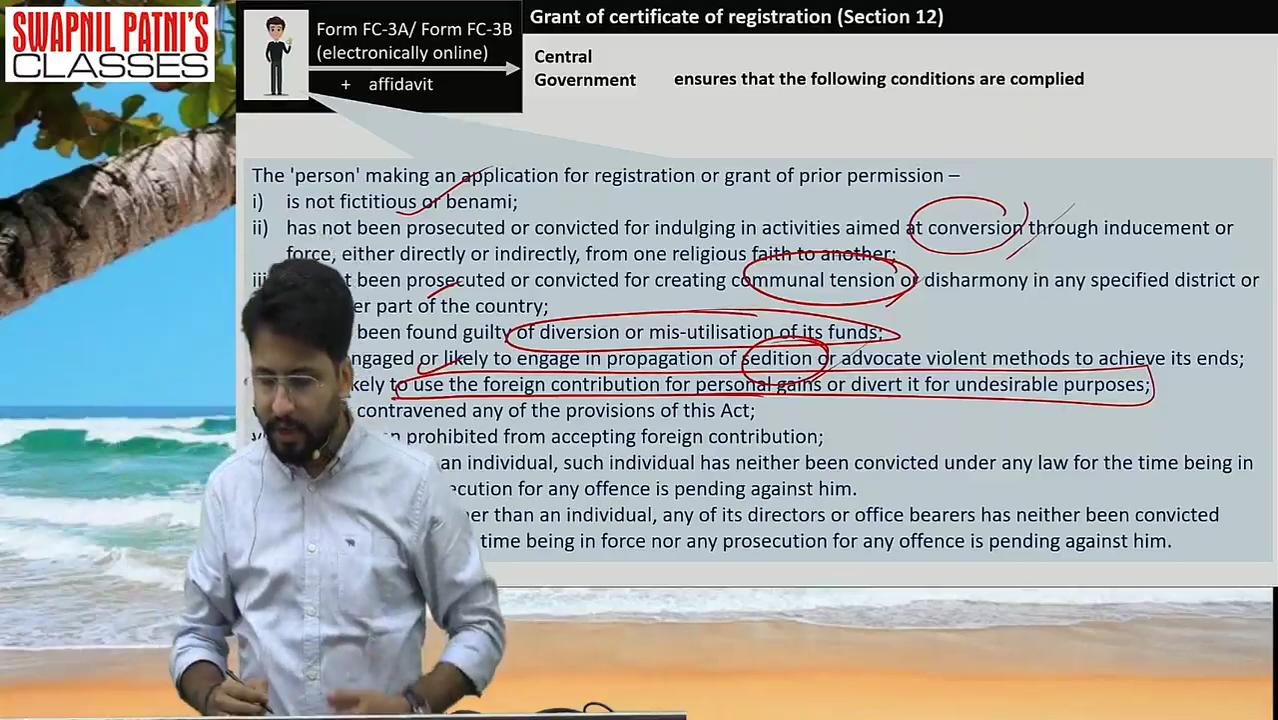 SWAPNIL PATNI'S
CLASSES
Form FC-3A/ Form FC-3B
(electronically online)
+ affidavit
Grant of certificate of registration (Section 12)
Central
Government
ensures that the following conditions are complied
The 'person' making an application for registration or grant of prior permission –
i) is not fictitious or benami;
ii) has not been prosecuted or convicted for indulging in activities aimed at conversion through inducement or
force, either directly or indirectly, from one religious faith to another;
t been prosecuted or convicted for creating communal tension or disharmony in any specified district or
er part of the country;
been found guilty of diversion or mis-utilisation of its funds;
ngaged or likely to engage in propagation of sedition or advocate violent methods to achieve its ends;
kely to use the foreign contribution for personal gains or divert it for undesirable purposes;
contravened any of the provisions of this Act;
n prohibited from accepting foreign contribution;
an individual, such individual has neither been convicted under any law for the time being in
ecution for any offence is pending against him.
er than an individual, any of its directors or office bearers has neither been convicted
time being in force nor any prosecution for any offence is pending against him.